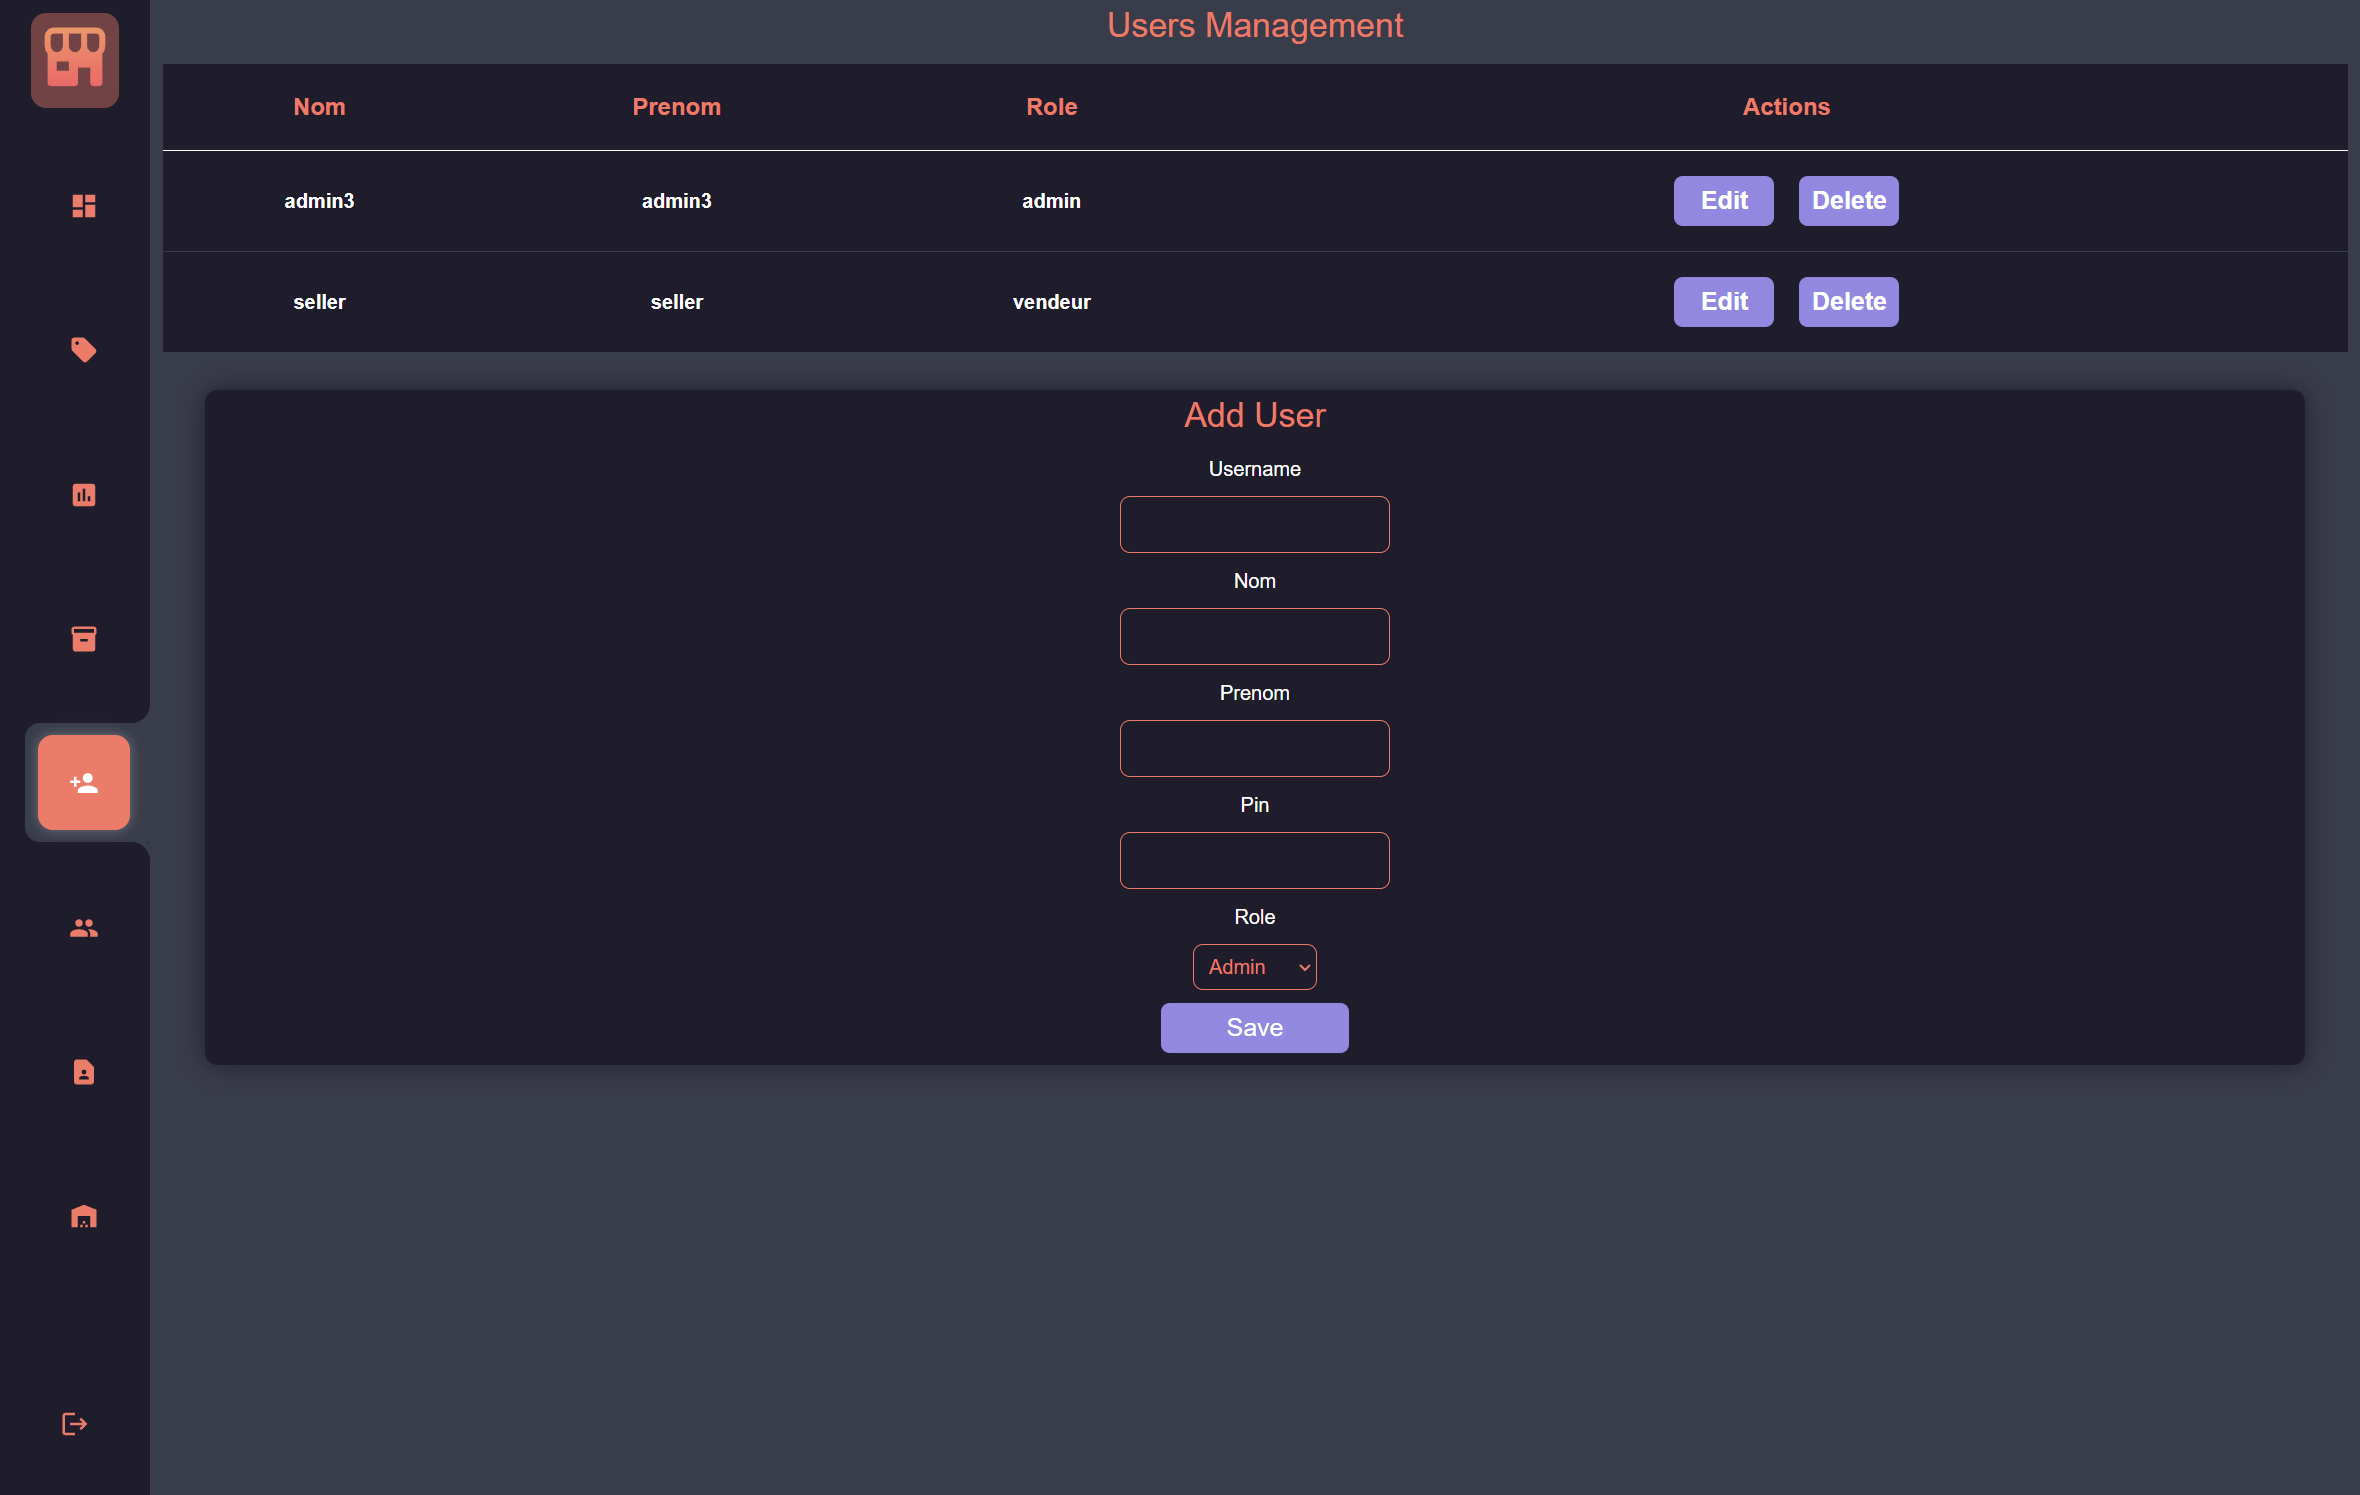 Users Management
Nom Prenom Role Actions
admin3 admin3 admin Edit Delete
seller seller vendeur Edit Delete
Add User
Username
Nom
Prenom
Pin
Role
Admin
Save